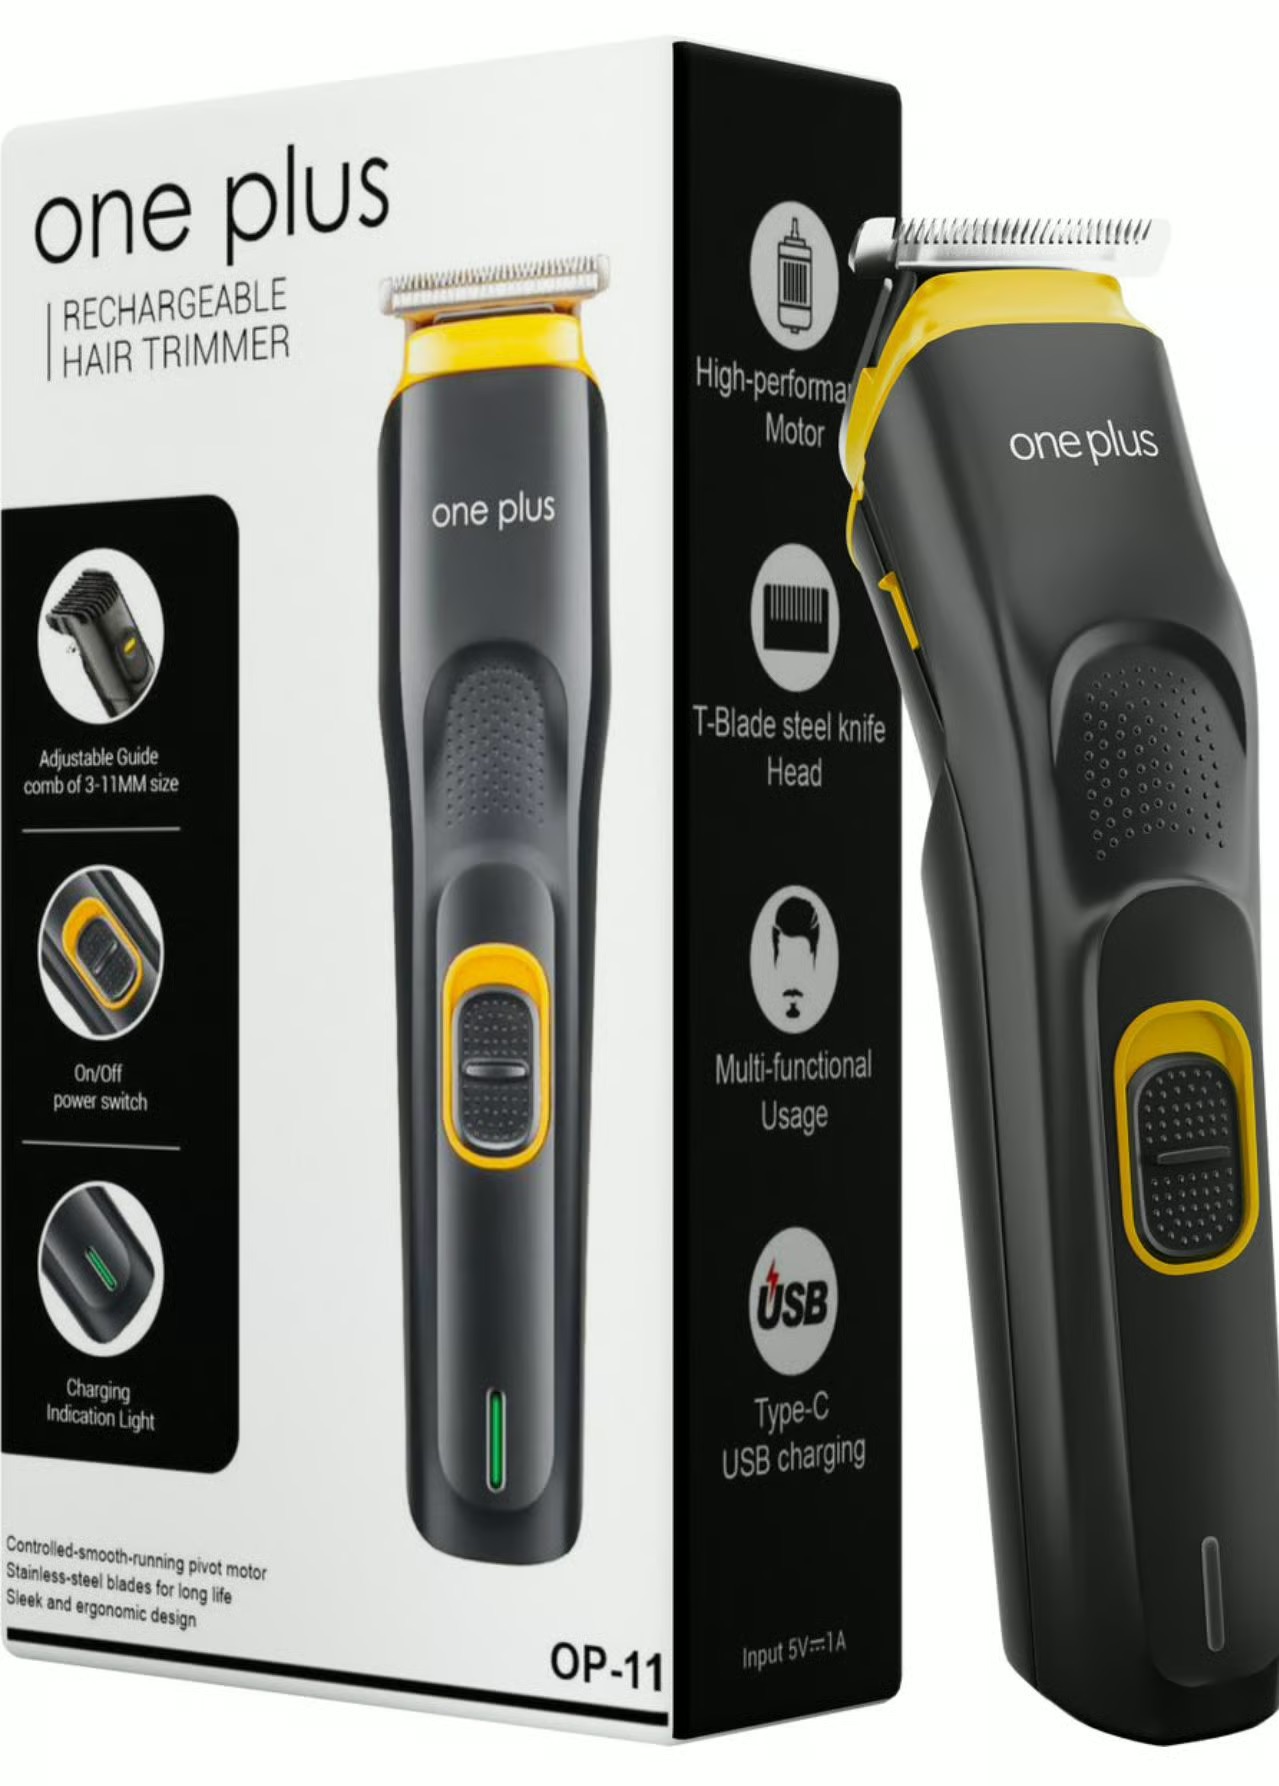 one plus
RECHARGEABLE
HAIR TRIMMER
one plus
Adjustable Guide
comb of 3-11MM size
On/Off
power switch
Charging
Indication Light
Controlled-smooth-running pivot motor
Stainless-steel blades for long life
Sleek and ergonomic design
OP-11
High-performa
Motor
T-Blade steel knife
Head
Multi-functional
Usage
USB
Type-C
USB charging
Input 5V⎓1A
one plus